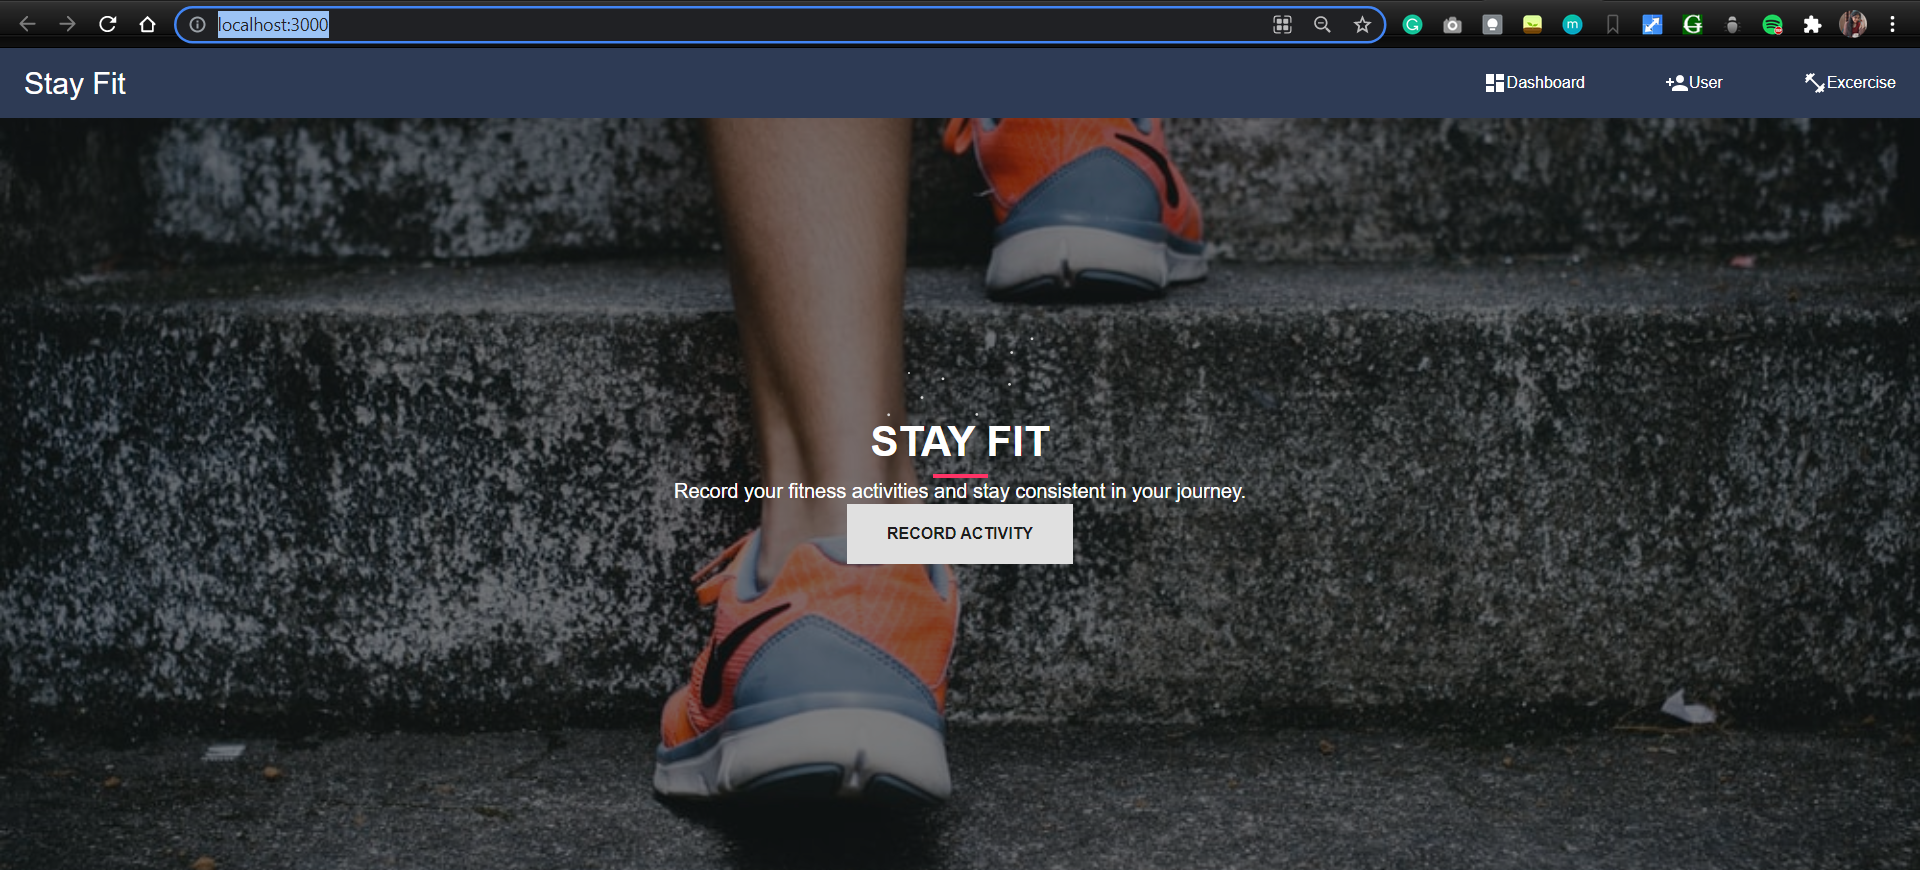 localhost:3000
Stay Fit
Dashboard
User
Excercise
STAY FIT
Record your fitness activities and stay consistent in your journey.
RECORD ACTIVITY